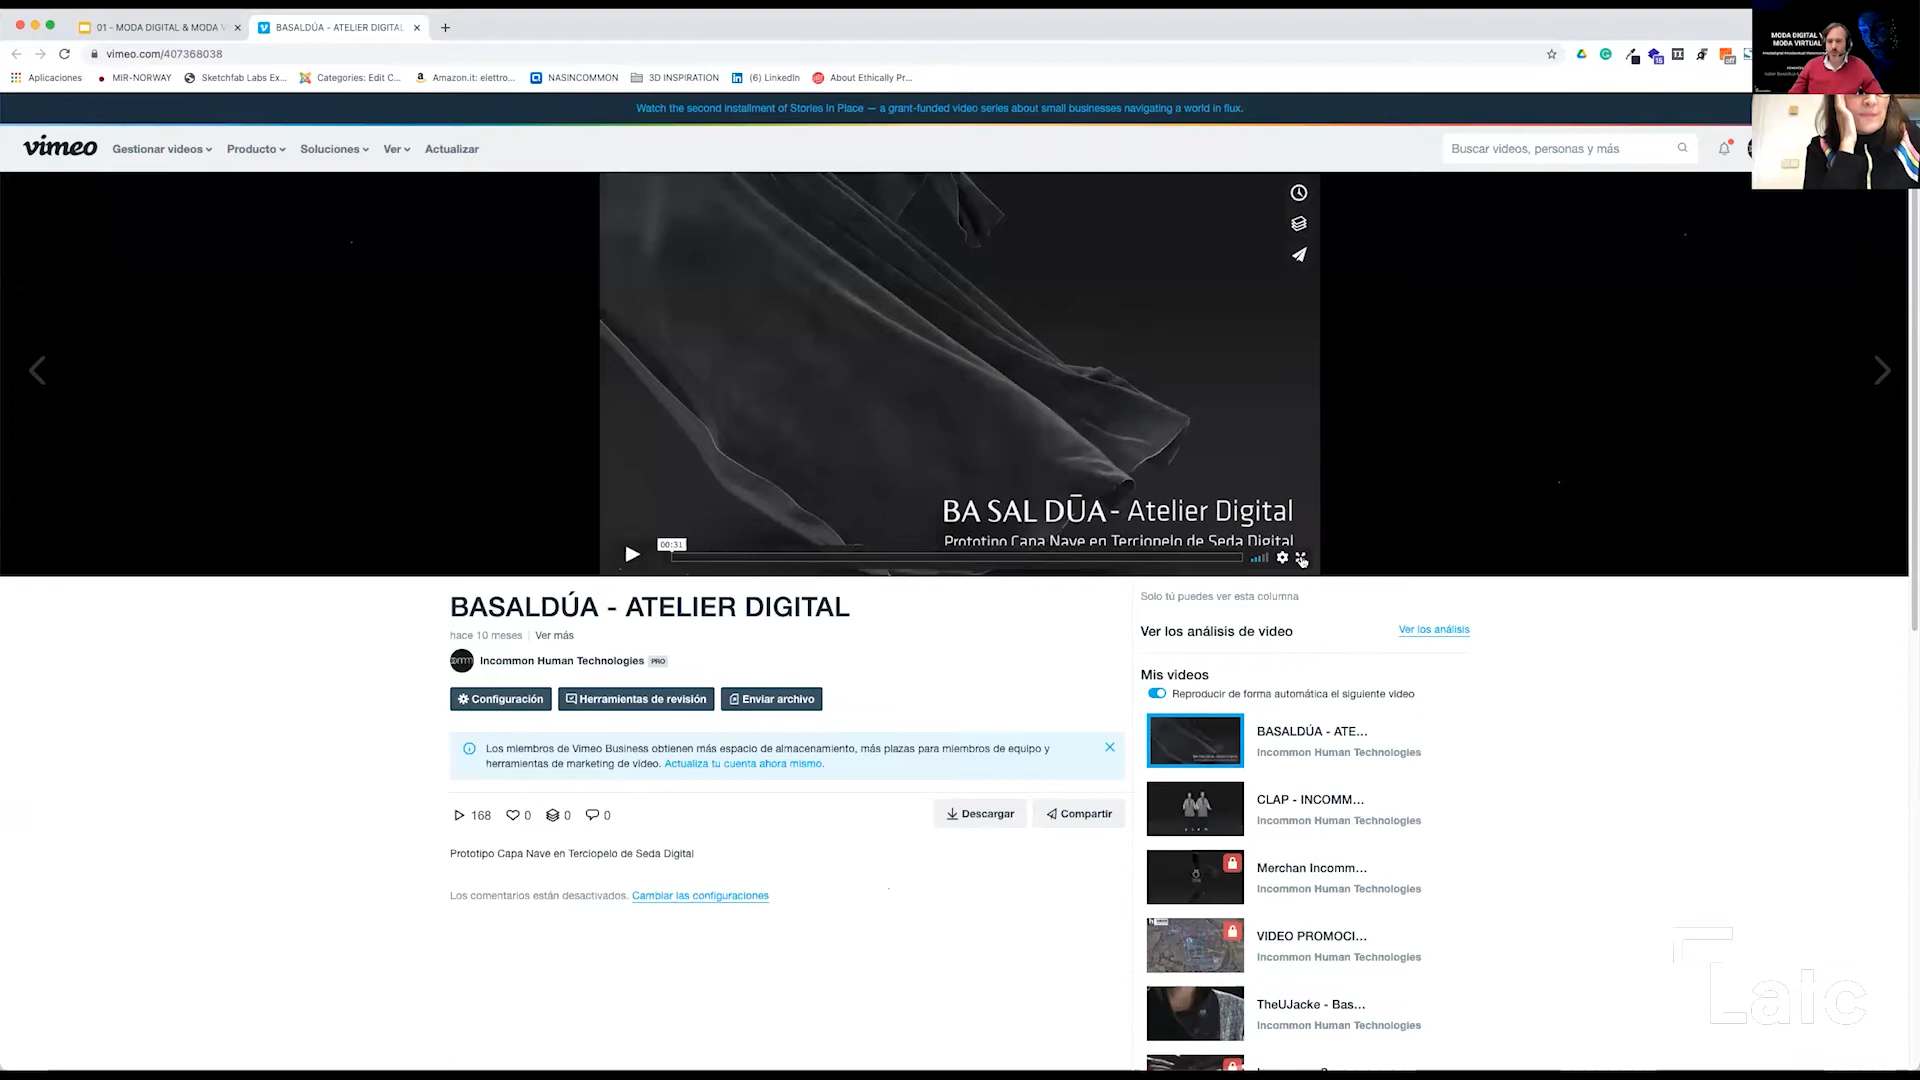 01 - MODA DIGITAL & MODA V
BASALDÚA - ATELIER DIGITAL
vimeo.com/407368038
Aplicaciones
MIR-NORWAY
Sketchfab Labs Ex...
Categories: Edit C...
Amazon.it: elettro...
NASINCOMMON
3D INSPIRATION
(6) LinkedIn
About Ethically Pr...
MODA DIGITAL Y
MODA VIRTUAL
Watch the second installment of Stories In Place — a grant-funded video series about small businesses navigating a world in flux.
vimeo
Gestionar videos
Producto
Soluciones
Ver
Actualizar
Buscar videos, personas y más
BA SAL DŪA - Atelier Digital
Prototipo Capa Nave en Terciopelo de Seda Digital
00:31
BASALDÚA - ATELIER DIGITAL
hace 10 meses | Ver más
Incommon Human Technologies PRO
Configuración
Herramientas de revisión
Enviar archivo
Los miembros de Vimeo Business obtienen más espacio de almacenamiento, más plazas para miembros de equipo y
herramientas de marketing de video. Actualiza tu cuenta ahora mismo.
168 0 0 0
Descargar
Compartir
Prototipo Capa Nave en Terciopelo de Seda Digital
Los comentarios están desactivados. Cambiar las configuraciones
Solo tú puedes ver esta columna
Ver los análisis de video
Ver los análisis
Mis videos
Reproducir de forma automática el siguiente video
BASALDÚA - ATE...
Incommon Human Technologies
CLAP - INCOMM...
Incommon Human Technologies
Merchan Incomm...
Incommon Human Technologies
VIDEO PROMOCI...
Incommon Human Technologies
TheUJacke - Bas...
Incommon Human Technologies
Laic